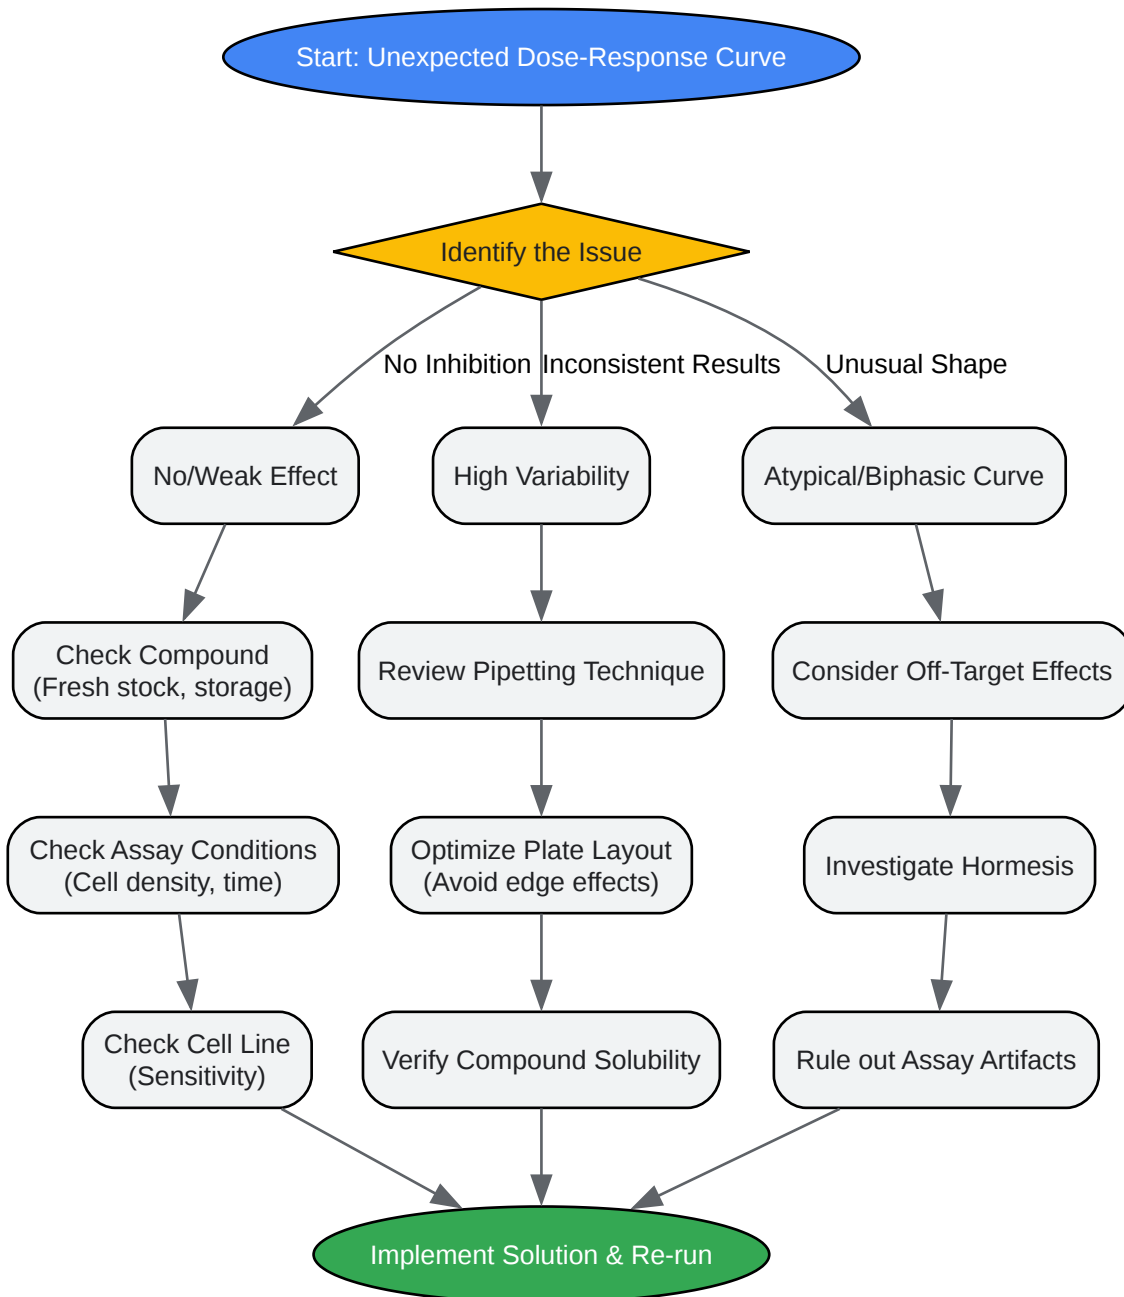 Start: Unexpected Dose-Response Curve
Identify the Issue
No Inhibition
Inconsistent Results
Unusual Shape
No/Weak Effect
High Variability
Atypical/Biphasic Curve
Check Compound
(Fresh stock, storage)
Review Pipetting Technique
Consider Off-Target Effects
Check Assay Conditions
(Cell density, time)
Optimize Plate Layout
(Avoid edge effects)
Investigate Hormesis
Check Cell Line
(Sensitivity)
Verify Compound Solubility
Rule out Assay Artifacts
Implement Solution & Re-run